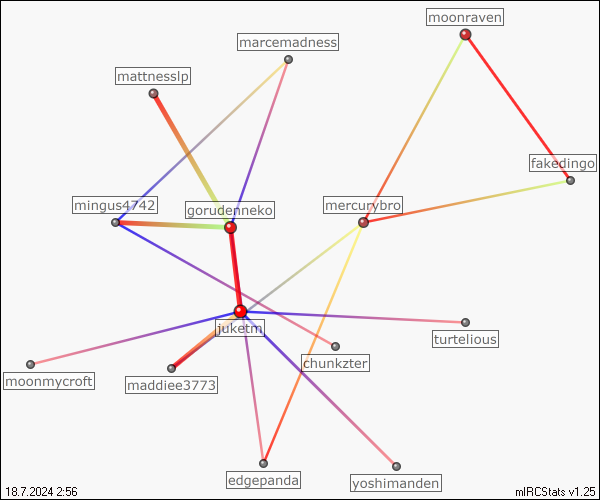 moonraven
marcemadness
mattnesslp
fakedingo
mingus4742
gorudenneko
mercurybro
juketm
turtelious
chunkzter
moonmycroft
maddiee3773
edgepanda
yoshimanden
18.7.2024 2:56
mIRCStats v1.25